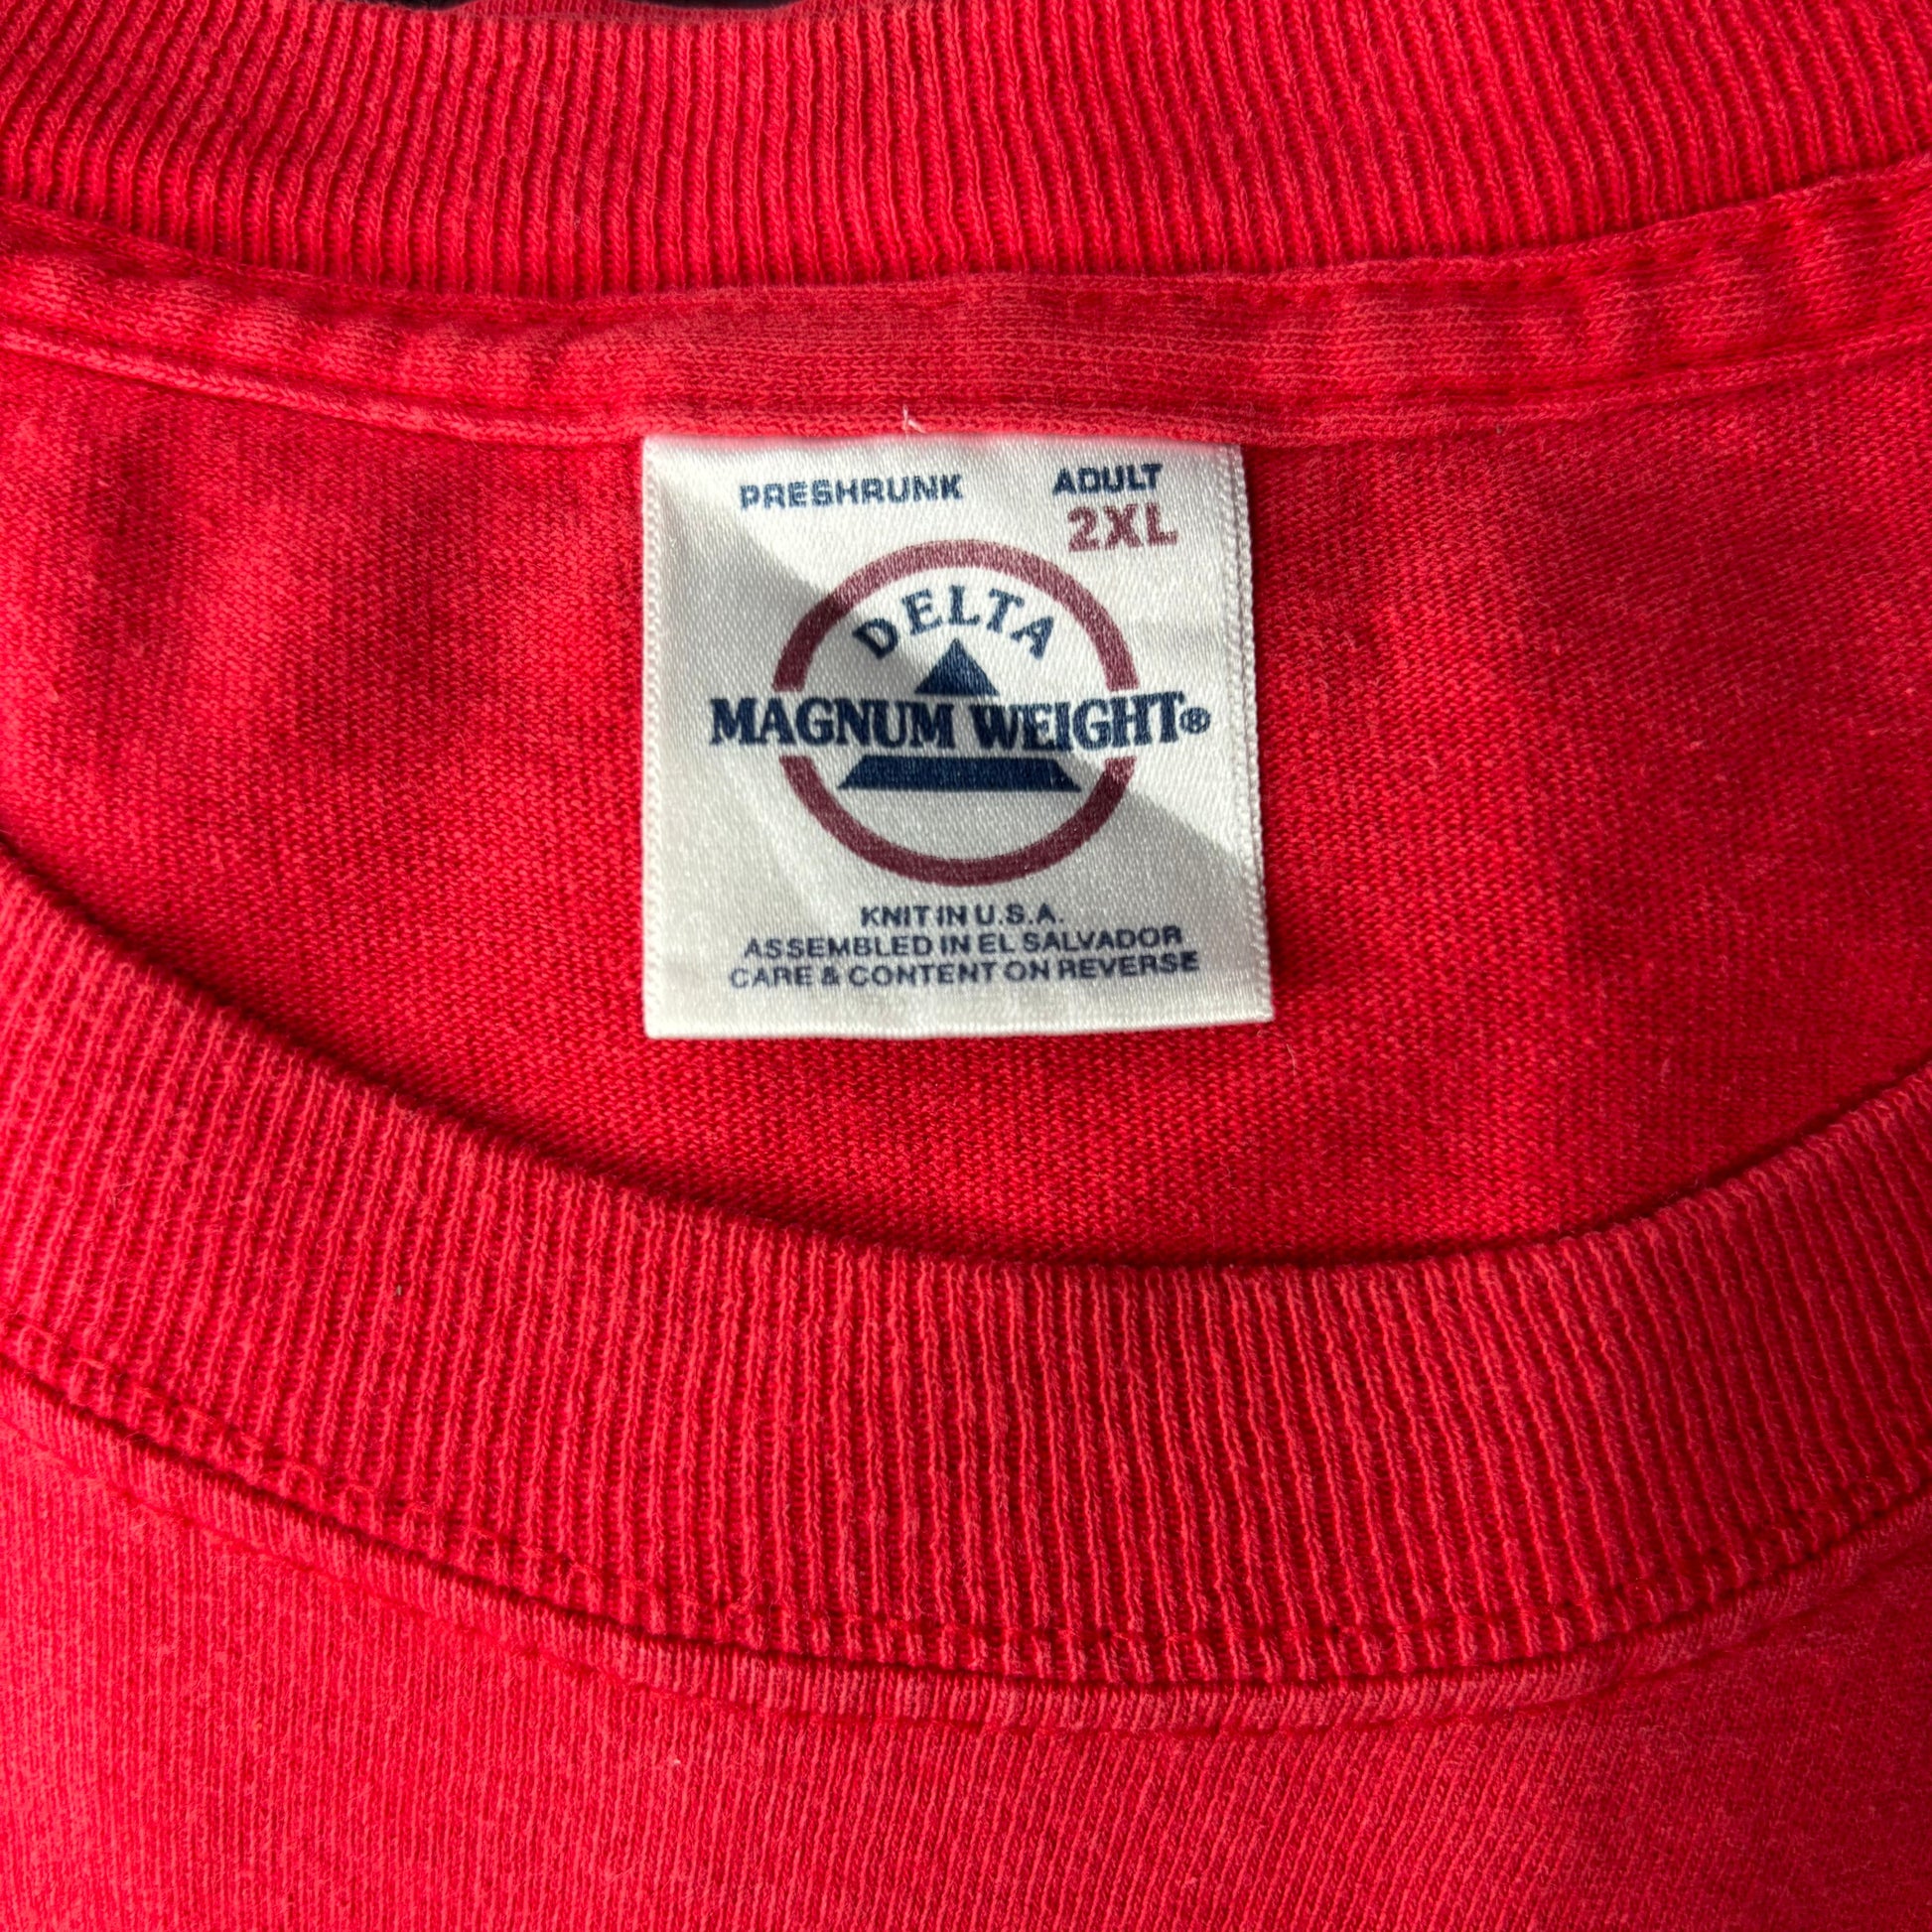 PRESHRUNK
ADULT
2XL
DELTA
MAGNUM WEIGHT®
KNIT IN U.S.A.
ASSEMBLED IN EL SALVADOR
CARE & CONTENT ON REVERSE